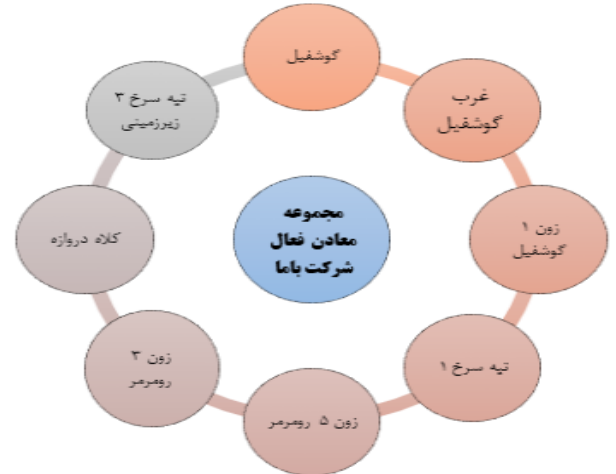 گوشفیل
غرب
گوشفیل
زون ۱
گوشفیل
تپه سرخ ۱
زون ۵ رومرمر
زون ۳
رومرمر
کلاه دروازه
تپه سرخ ۳
زیرزمینی
مجموعه
معادن فعال
شرکت باما